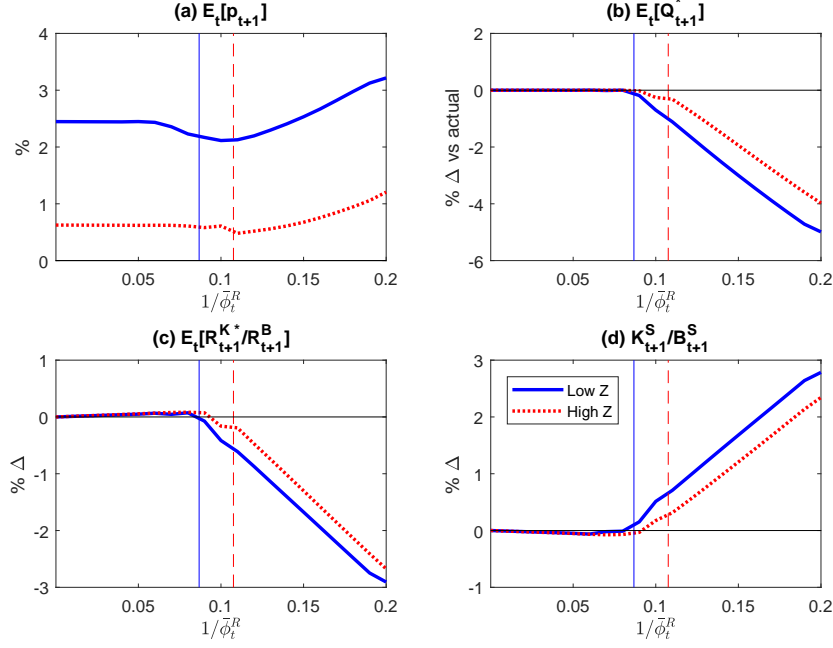 (a) E_t[p_{t+1}]
%
4
3
2
1
0
0.05
0.1
0.15
0.2
1/\bar{\phi}_t^R
(b) E_t[Q^*_{t+1}]
% Δ vs actual
2
0
-2
-4
-6
0.05
0.1
0.15
0.2
1/\bar{\phi}_t^R
(c) E_t[R^{K *}_{t+1}/R^B_{t+1}]
% Δ
1
0
-1
-2
-3
0.05
0.1
0.15
0.2
1/\bar{\phi}_t^R
(d) K^S_{t+1}/B^S_{t+1}
% Δ
3
2
1
0
-1
Low Z
High Z
0.05
0.1
0.15
0.2
1/\bar{\phi}_t^R